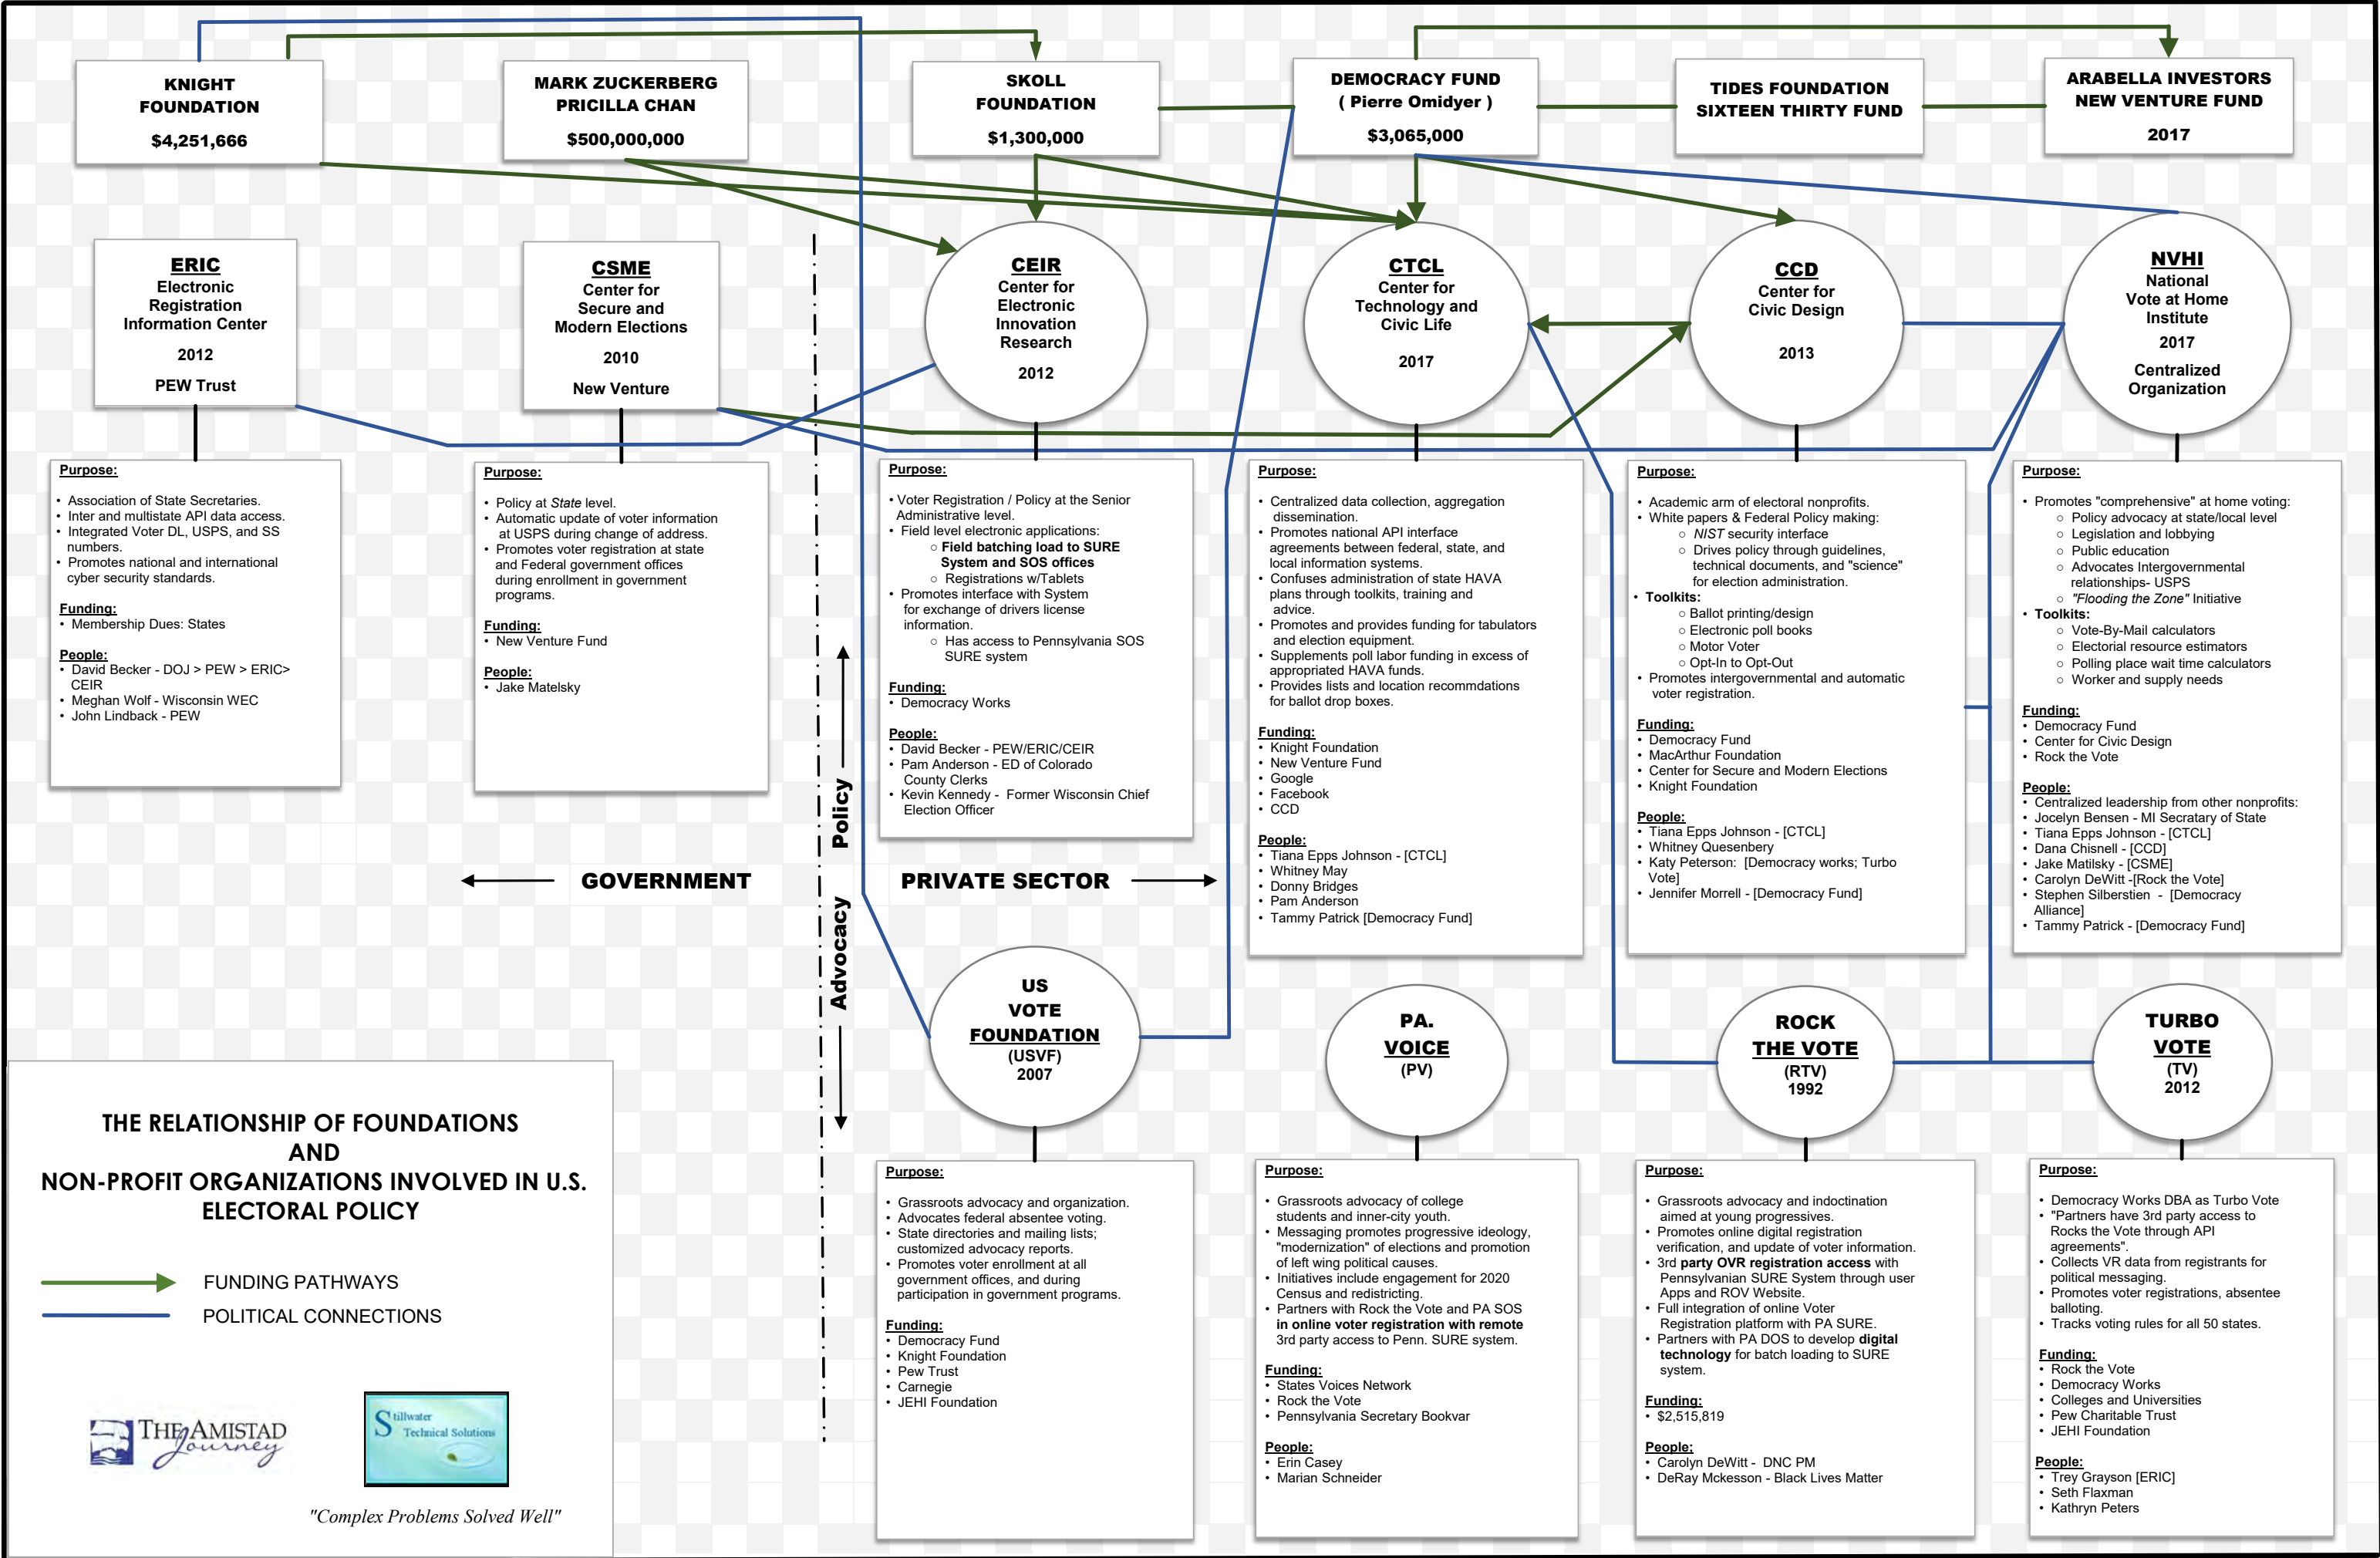 KNIGHT
FOUNDATION
$4,251,666
MARK ZUCKERBERG
PRICILLA CHAN
$500,000,000
SKOLL
FOUNDATION
$1,300,000
DEMOCRACY FUND
( Pierre Omidyer )
$3,065,000
TIDES FOUNDATION
SIXTEEN THIRTY FUND
ARABELLA INVESTORS
NEW VENTURE FUND
2017
ERIC
Electronic
Registration
Information Center
2012
PEW Trust
CSME
Center for
Secure and
Modern Elections
2010
New Venture
CEIR
Center for
Electronic
Innovation
Research
2012
CTCL
Center for
Technology and
Civic Life
2017
CCD
Center for
Civic Design
2013
NVHI
National
Vote at Home
Institute
2017
Centralized
Organization
Purpose:
• Association of State Secretaries.
• Inter and multistate API data access.
• Integrated Voter DL, USPS, and SS
numbers.
• Promotes national and international
cyber security standards.
Funding:
• Membership Dues: States
People:
• David Becker - DOJ > PEW > ERIC>
CEIR
• Meghan Wolf - Wisconsin WEC
• John Lindback - PEW
Purpose:
• Policy at State level.
• Automatic update of voter information
at USPS during change of address.
• Promotes voter registration at state
and Federal government offices
during enrollment in government
programs.
Funding:
• New Venture Fund
People:
• Jake Matelsky
Purpose:
• Voter Registration / Policy at the Senior
Administrative level.
• Field level electronic applications:
○ Field batching load to SURE
System and SOS offices
○ Registrations w/Tablets
• Promotes interface with System
for exchange of drivers license
information.
○ Has access to Pennsylvania SOS
SURE system
Funding:
• Democracy Works
People:
• David Becker - PEW/ERIC/CEIR
• Pam Anderson - ED of Colorado
County Clerks
• Kevin Kennedy - Former Wisconsin Chief
Election Officer
Purpose:
• Centralized data collection, aggregation
dissemination.
• Promotes national API interface
agreements between federal, state, and
local information systems.
• Confuses administration of state HAVA
plans through toolkits, training and
advice.
• Promotes and provides funding for tabulators
and election equipment.
• Supplements poll labor funding in excess of
appropriated HAVA funds.
• Provides lists and location recommdations
for ballot drop boxes.
Funding:
• Knight Foundation
• New Venture Fund
• Google
• Facebook
• CCD
People:
• Tiana Epps Johnson - [CTCL]
• Whitney May
• Donny Bridges
• Pam Anderson
• Tammy Patrick [Democracy Fund]
Purpose:
• Academic arm of electoral nonprofits.
• White papers & Federal Policy making:
○ NIST security interface
○ Drives policy through guidelines,
technical documents, and "science"
for election administration.
• Toolkits:
○ Ballot printing/design
○ Electronic poll books
○ Motor Voter
○ Opt-In to Opt-Out
• Promotes intergovernmental and automatic
voter registration.
Funding:
• Democracy Fund
• MacArthur Foundation
• Center for Secure and Modern Elections
• Knight Foundation
People:
• Tiana Epps Johnson - [CTCL]
• Whitney Quesenbery
• Katy Peterson: [Democracy works; Turbo
Vote]
• Jennifer Morrell - [Democracy Fund]
Purpose:
• Promotes "comprehensive" at home voting:
○ Policy advocacy at state/local level
○ Legislation and lobbying
○ Public education
○ Advocates Intergovernmental
relationships- USPS
○ "Flooding the Zone" Initiative
• Toolkits:
○ Vote-By-Mail calculators
○ Electorial resource estimators
○ Polling place wait time calculators
○ Worker and supply needs
Funding:
• Democracy Fund
• Center for Civic Design
• Rock the Vote
People:
• Centralized leadership from other nonprofits:
• Jocelyn Bensen - MI Secratary of State
• Tiana Epps Johnson - [CTCL]
• Dana Chisnell - [CCD]
• Jake Matilsky - [CSME]
• Carolyn DeWitt -[Rock the Vote]
• Stephen Silberstien - [Democracy
Alliance]
• Tammy Patrick - [Democracy Fund]
Policy
GOVERNMENT
PRIVATE SECTOR
Advocacy
US
VOTE
FOUNDATION
(USVF)
2007
PA.
VOICE
(PV)
ROCK
THE VOTE
(RTV)
1992
TURBO
VOTE
(TV)
2012
Purpose:
• Grassroots advocacy and organization.
• Advocates federal absentee voting.
• State directories and mailing lists;
customized advocacy reports.
• Promotes voter enrollment at all
government offices, and during
participation in government programs.
Funding:
• Democracy Fund
• Knight Foundation
• Pew Trust
• Carnegie
• JEHI Foundation
Purpose:
• Grassroots advocacy of college
students and inner-city youth.
• Messaging promotes progressive ideology,
"modernization" of elections and promotion
of left wing political causes.
• Initiatives include engagement for 2020
Census and redistricting.
• Partners with Rock the Vote and PA SOS
in online voter registration with remote
3rd party access to Penn. SURE system.
Funding:
• States Voices Network
• Rock the Vote
• Pennsylvania Secretary Bookvar
People:
• Erin Casey
• Marian Schneider
Purpose:
• Grassroots advocacy and indoctination
aimed at young progressives.
• Promotes online digital registration
verification, and update of voter information.
• 3rd party OVR registration access with
Pennsylvanian SURE System through user
Apps and ROV Website.
• Full integration of online Voter
Registration platform with PA SURE.
• Partners with PA DOS to develop digital
technology for batch loading to SURE
system.
Funding:
• $2,515,819
People:
• Carolyn DeWitt - DNC PM
• DeRay Mckesson - Black Lives Matter
Purpose:
• Democracy Works DBA as Turbo Vote
• "Partners have 3rd party access to
Rocks the Vote through API
agreements".
• Collects VR data from registrants for
political messaging.
• Promotes voter registrations, absentee
balloting.
• Tracks voting rules for all 50 states.
Funding:
• Rock the Vote
• Democracy Works
• Colleges and Universities
• Pew Charitable Trust
• JEHI Foundation
People:
• Trey Grayson [ERIC]
• Seth Flaxman
• Kathryn Peters
THE RELATIONSHIP OF FOUNDATIONS
AND
NON-PROFIT ORGANIZATIONS INVOLVED IN U.S.
ELECTORAL POLICY
FUNDING PATHWAYS
POLITICAL CONNECTIONS
THE AMISTAD
Journey
Stillwater
Technical Solutions
"Complex Problems Solved Well"